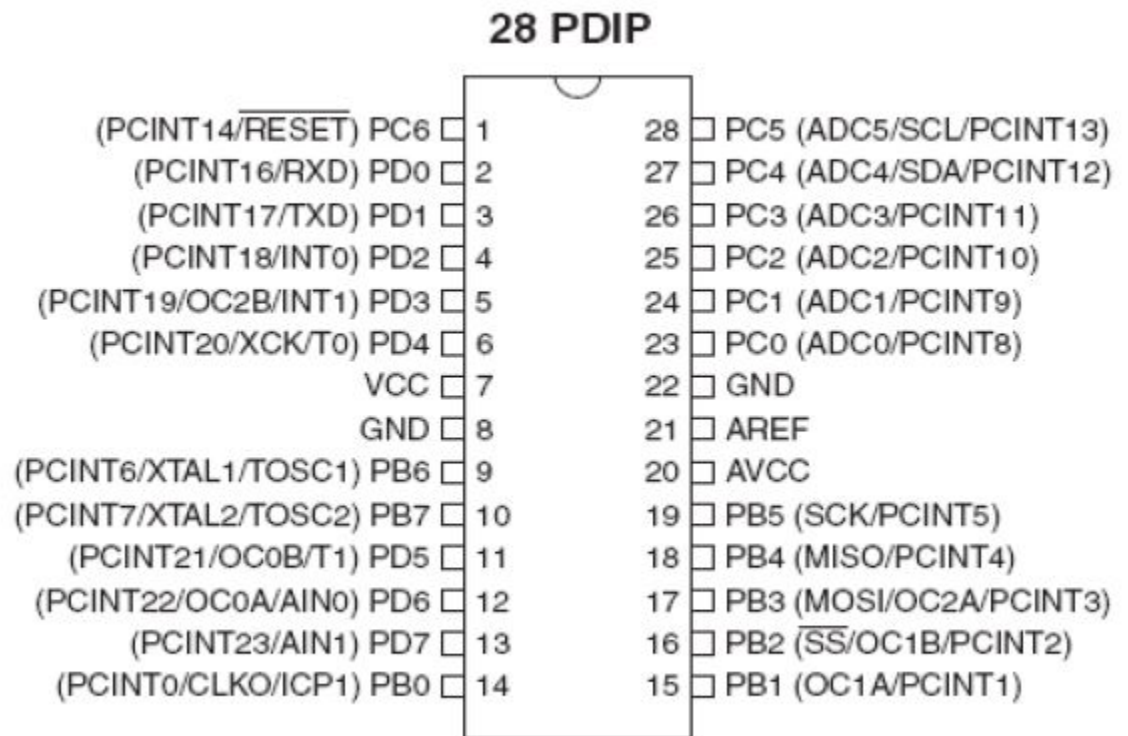 28 PDIP
(PCINT14/RESET) PC6 1 28 PC5 (ADC5/SCL/PCINT13)
(PCINT16/RXD) PD0 2 27 PC4 (ADC4/SDA/PCINT12)
(PCINT17/TXD) PD1 3 26 PC3 (ADC3/PCINT11)
(PCINT18/INT0) PD2 4 25 PC2 (ADC2/PCINT10)
(PCINT19/OC2B/INT1) PD3 5 24 PC1 (ADC1/PCINT9)
(PCINT20/XCK/T0) PD4 6 23 PC0 (ADC0/PCINT8)
VCC 7 22 GND
GND 8 21 AREF
(PCINT6/XTAL1/TOSC1) PB6 9 20 AVCC
(PCINT7/XTAL2/TOSC2) PB7 10 19 PB5 (SCK/PCINT5)
(PCINT21/OC0B/T1) PD5 11 18 PB4 (MISO/PCINT4)
(PCINT22/OC0A/AIN0) PD6 12 17 PB3 (MOSI/OC2A/PCINT3)
(PCINT23/AIN1) PD7 13 16 PB2 (SS/OC1B/PCINT2)
(PCINT0/CLKO/ICP1) PB0 14 15 PB1 (OC1A/PCINT1)